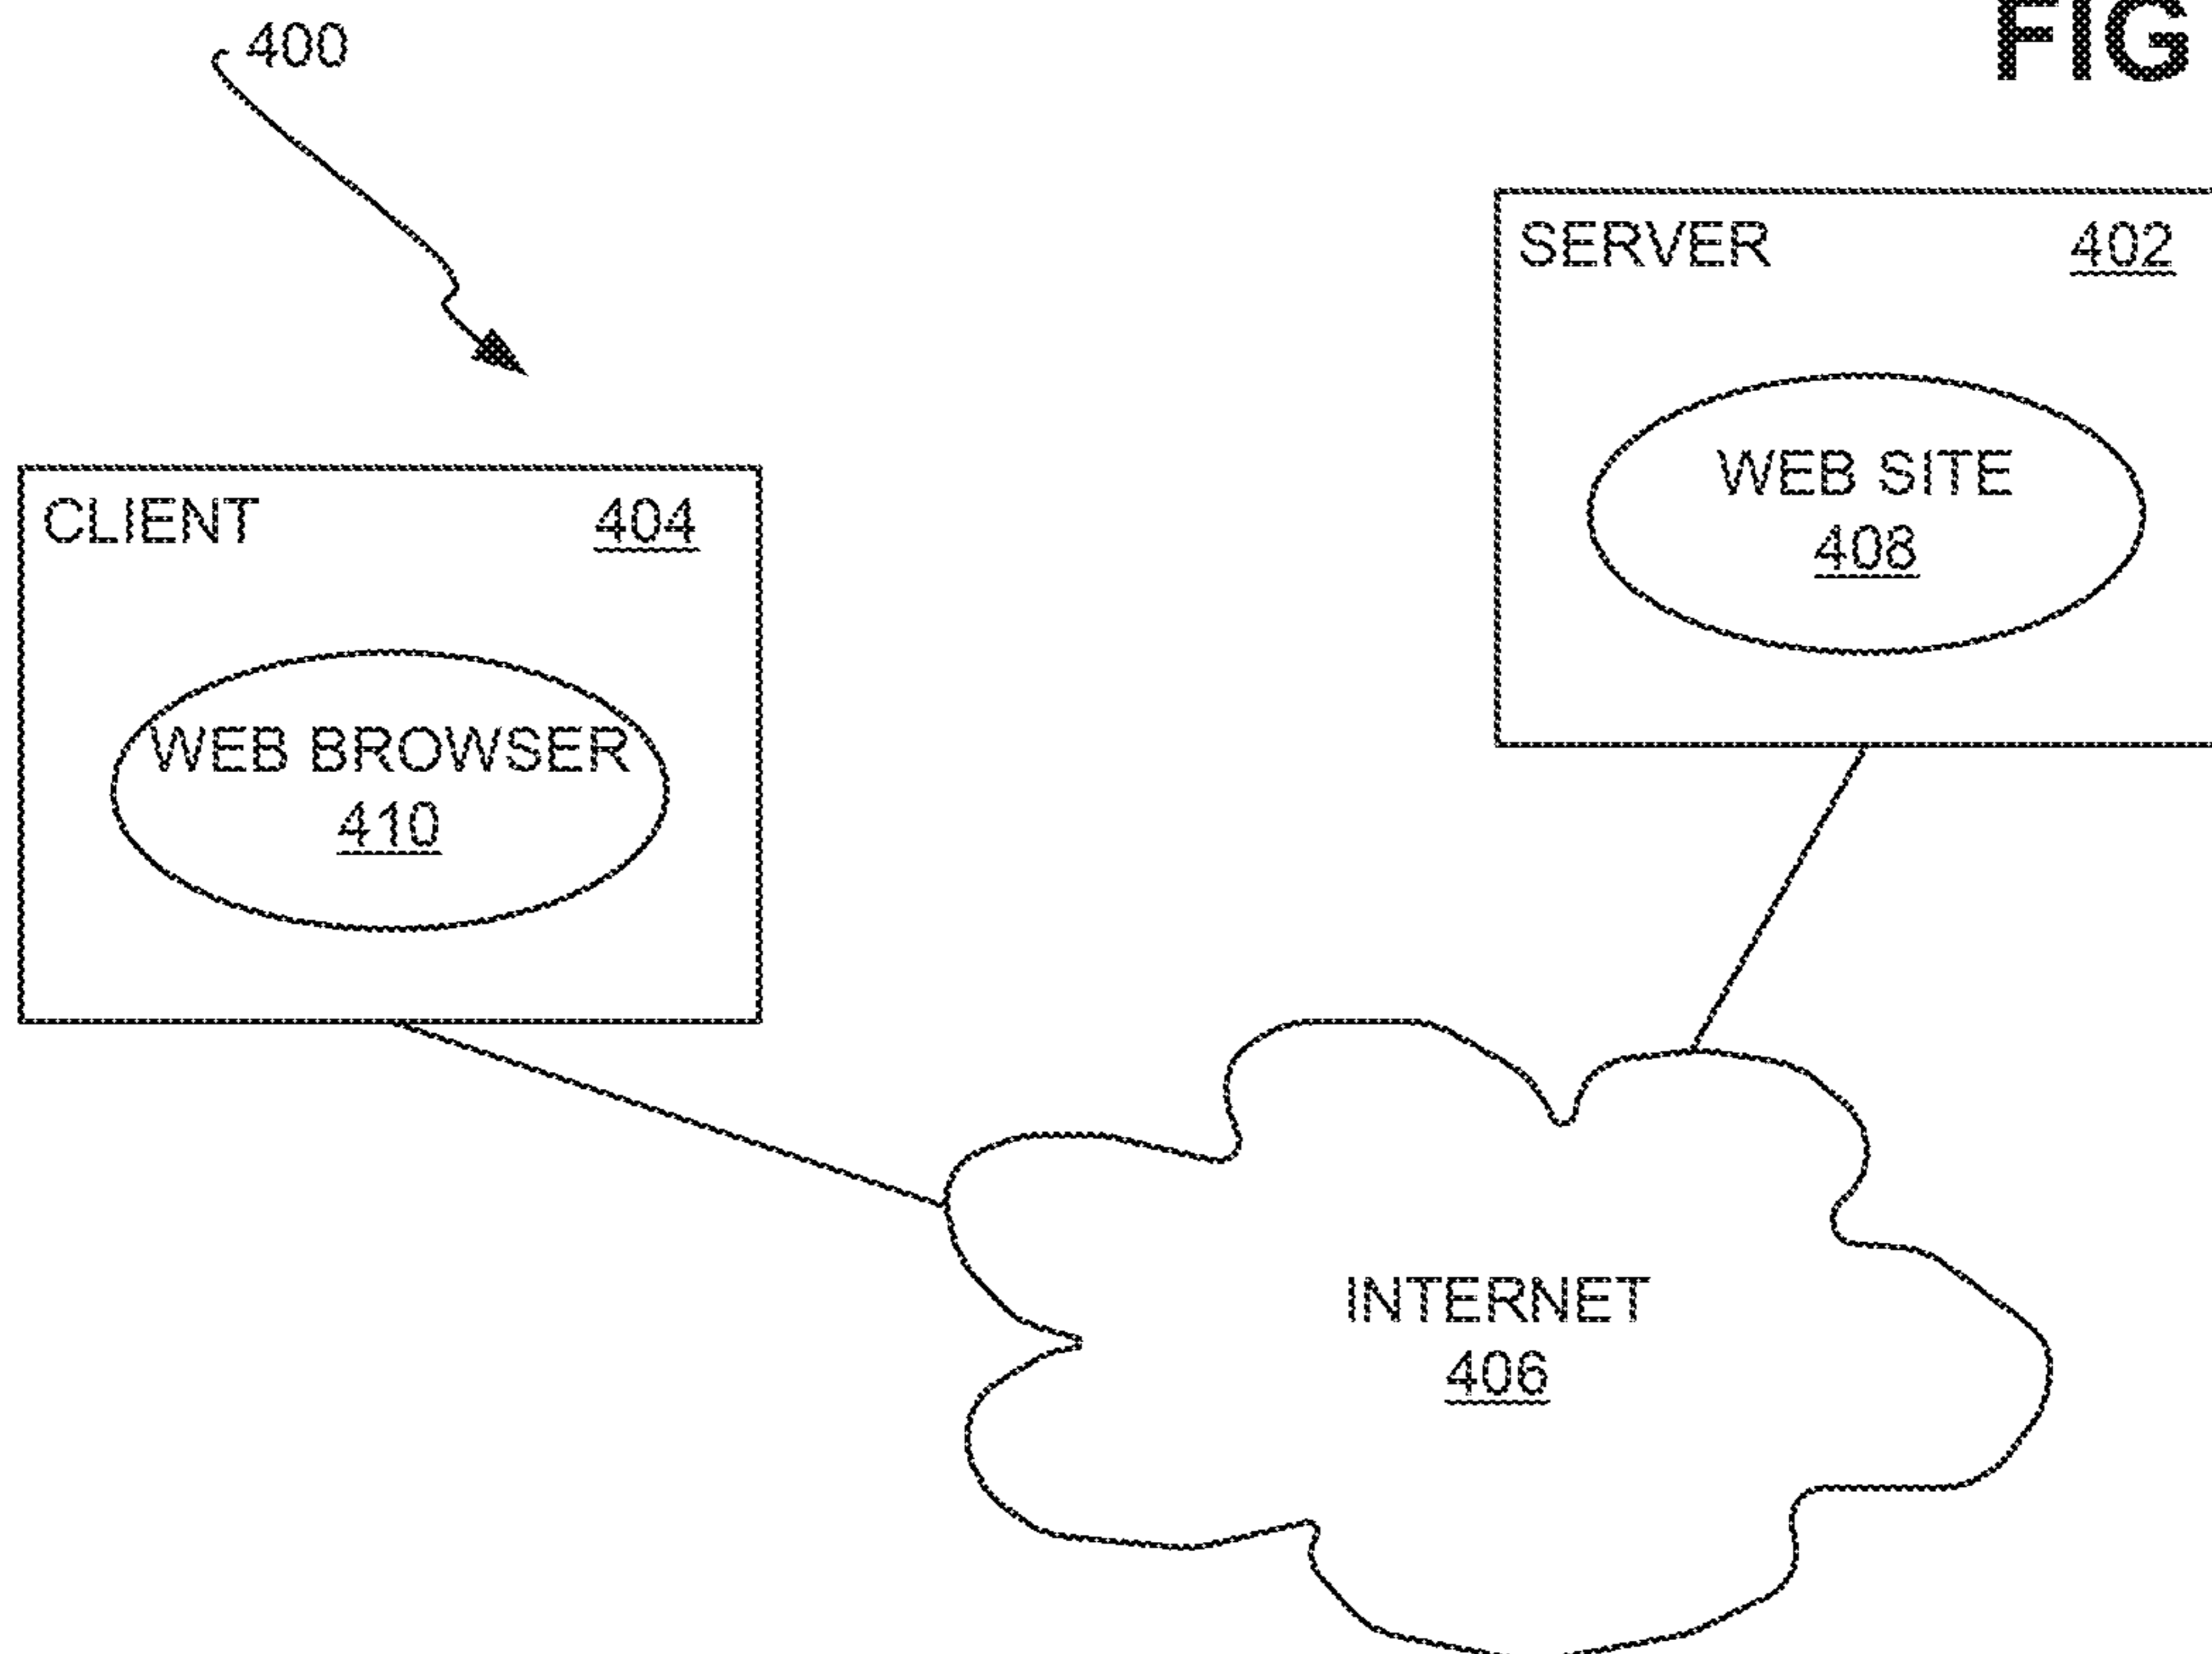 400
FIG
SERVER 402
WEB SITE
408
CLIENT 404
WEB BROWSER
410
INTERNET
406